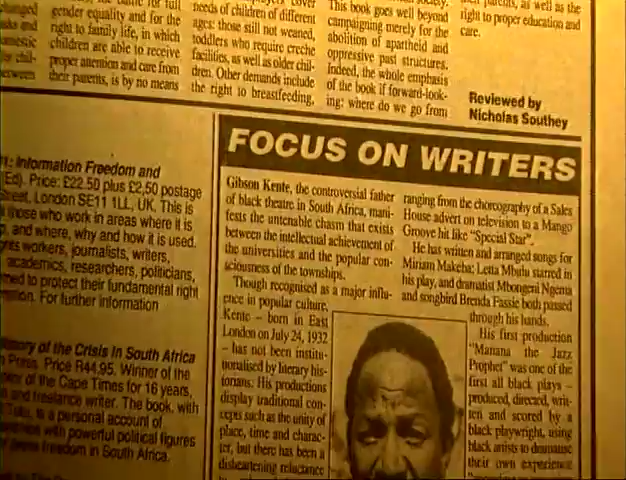 gender equality and for the
right to family life, in which
children are able to receive
proper attention and care from
their parents, is by no means
needs of children of different
ages: those still not weaned,
toddlers who require creche
facilities, as well as older chil-
dren. Other demands include
the right to breastfeeding,
This book goes well beyond
campaigning merely for the
abolition of apartheid and
oppressive past structures.
Indeed, the whole emphasis
of the book if forward-look-
ing: where do we go from
right to proper education and
care.
Reviewed by
Nicholas Southey
Information Freedom and
(Ed). Price: £22.50 plus £2,50 postage
London SE11 1LL, UK. This is
those who work in areas where it is
and where, why and how it is used.
workers, journalists, writers,
academics, researchers, politicians,
to protect their fundamental right
For further information
of the Crisis in South Africa
Press. Price R44,95. Winner of the
of the Cape Times for 16 years,
and freelance writer. The book, with
is a personal account of
with powerful political figures
freedom in South Africa.
FOCUS ON WRITERS
Gibson Kente, the controversial father
of black theatre in South Africa, mani-
fests the untenable chasm that exists
between the intellectual achievement of
the universities and the popular con-
sciousness of the townships.
Though recognised as a major influ-
ence in popular culture,
Kente – born in East
London on July 24, 1932
– has not been institu-
tionalised by literary his-
torians. His productions
display traditional con-
cepts such as the unity of
place, time and charac-
ter, but there has been a
disheartening reluctance
ranging from the choreography of a Sales
House advert on television to a Mango
Groove hit like "Special Star".
He has written and arranged songs for
Miriam Makeba; Letta Mbulu starred in
his play, and dramatist Mbongeni Ngema
and songbird Brenda Fassie both passed
through his hands.
His first production
"Manana the Jazz
Prophet" was one of the
first all black plays –
produced, directed, writ-
ten and scored by a
black playwright, using
black artists to dramatise
their own experience